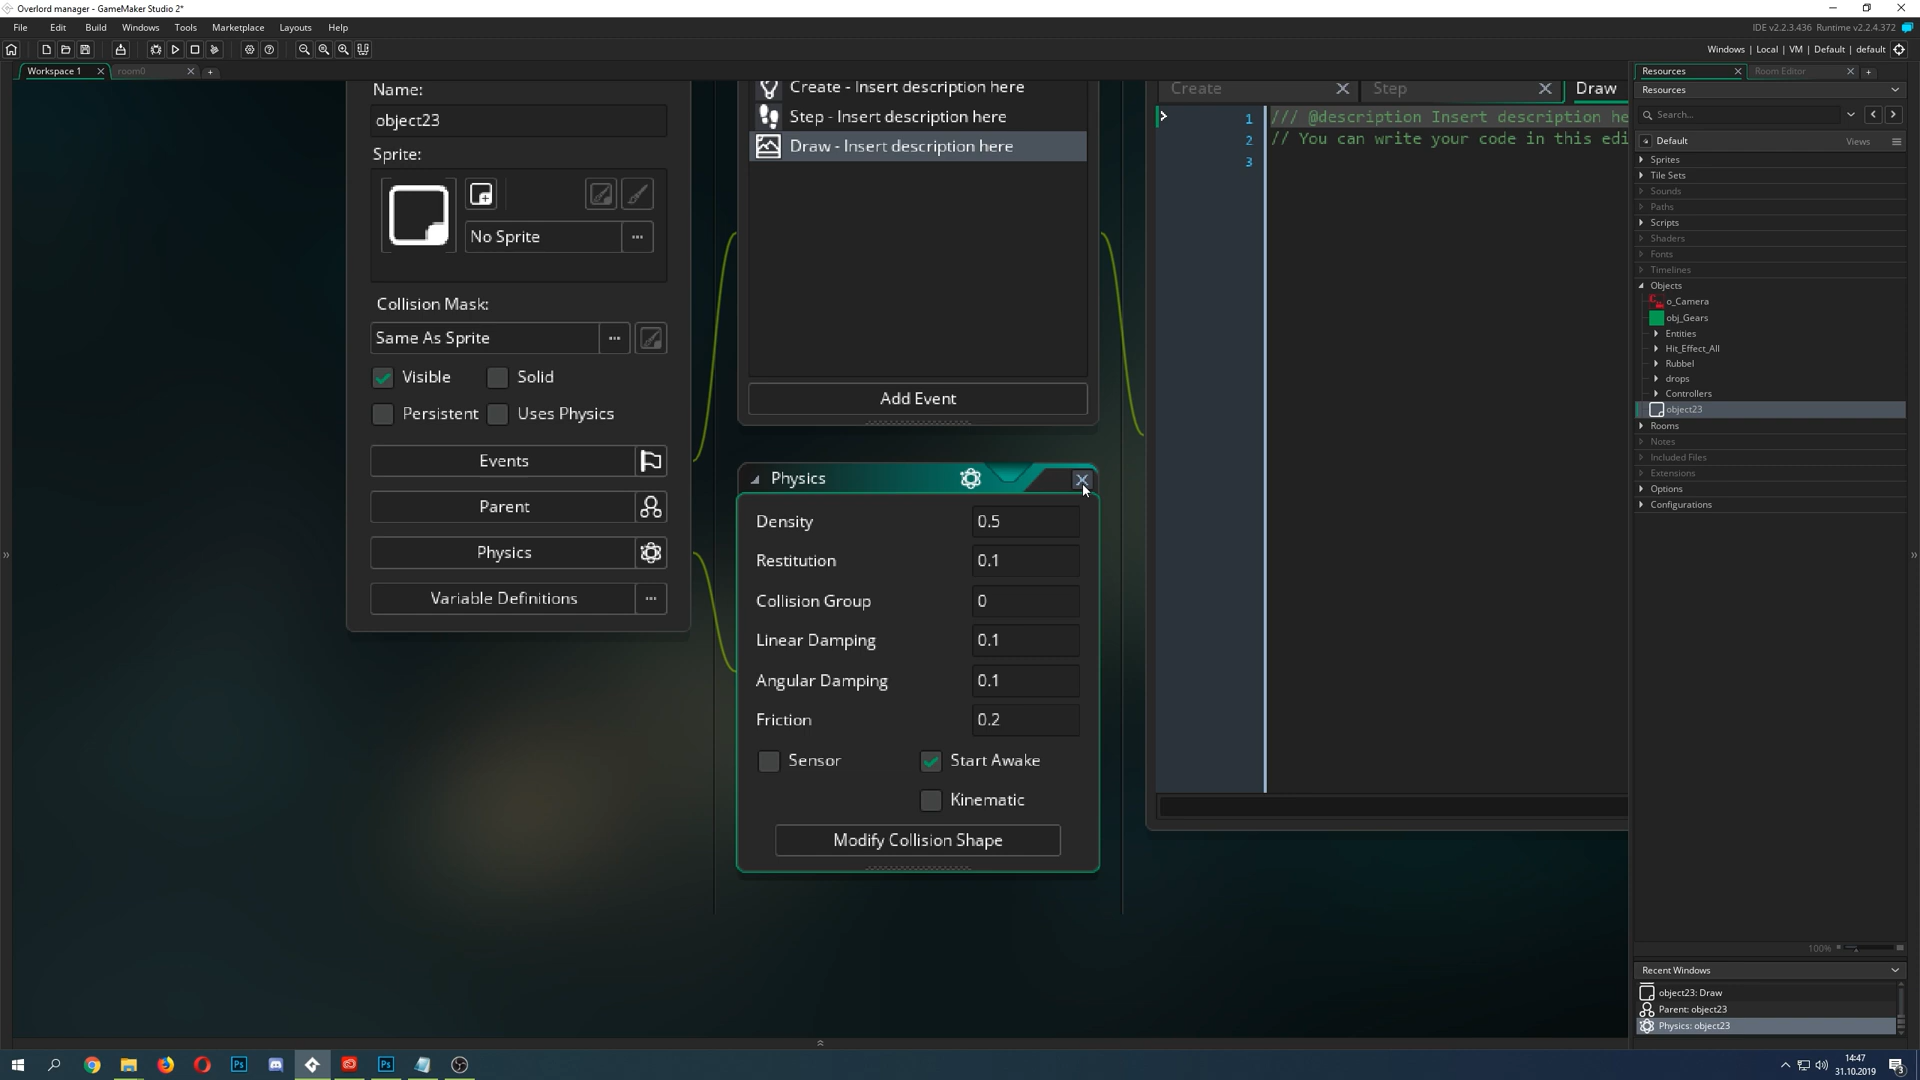 Overlord manager - GameMaker Studio 2*
File Edit Build Windows Tools Marketplace Layouts Help
IDE v2.2.3.436 Runtime v2.2.4.372
Windows | Local | VM | Default | default
Workspace 1
room0
Name:
object23
Sprite:
No Sprite
...
Collision Mask:
Same As Sprite
...
Visible
Solid
Persistent
Uses Physics
Events
Parent
Physics
Variable Definitions
...
Create - Insert description here
Step - Insert description here
Draw - Insert description here
Add Event
Physics
Density 0.5
Restitution 0.1
Collision Group 0
Linear Damping 0.1
Angular Damping 0.1
Friction 0.2
Sensor
Start Awake
Kinematic
Modify Collision Shape
Create
Step
Draw
1 /// @description Insert description he
2 // You can write your code in this edi
3
Resources
Room Editor
Resources
Search...
Default
Views
Sprites
Tile Sets
Sounds
Paths
Scripts
Shaders
Fonts
Timelines
Objects
o_Camera
obj_Gears
Entities
Hit_Effect_All
Rubbel
drops
Controllers
object23
Rooms
Notes
Included Files
Extensions
Options
Configurations
100%
Recent Windows
object23: Draw
Parent: object23
Physics: object23
Ps
Ps
14:47
31.10.2019
3